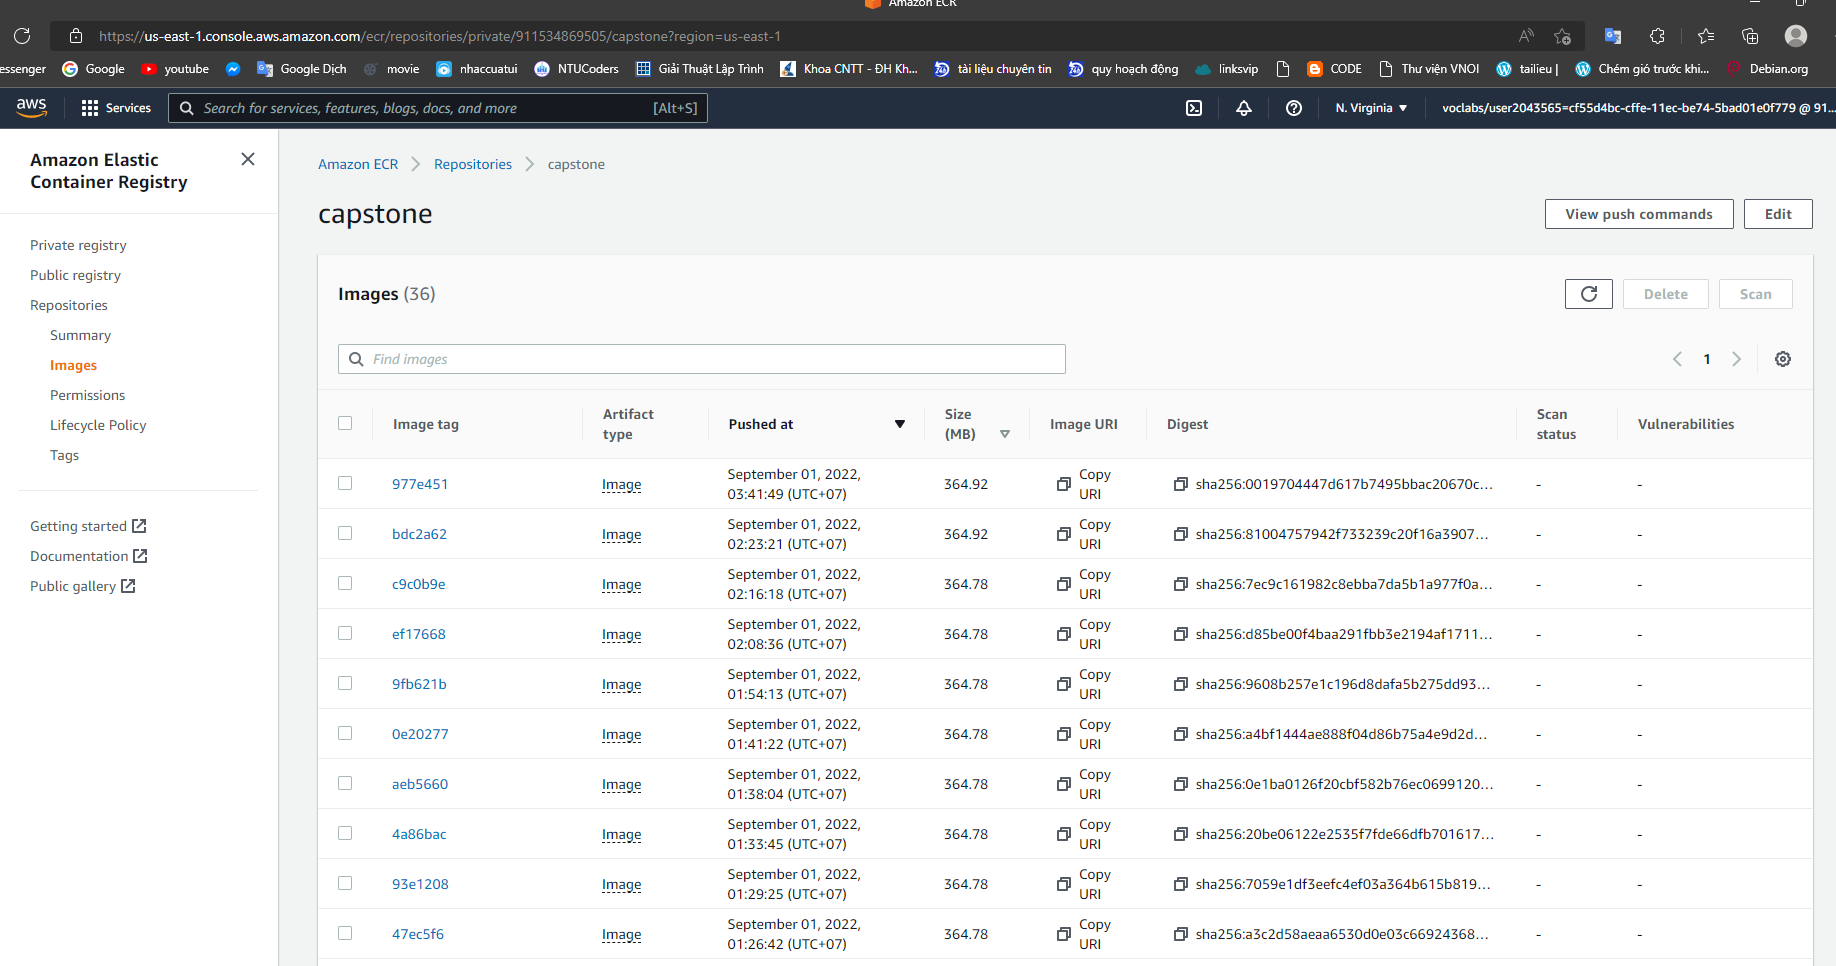 Amazon ECR
https://us-east-1.console.aws.amazon.com/ecr/repositories/private/911534869505/capstone?region=us-east-1
essenger Google youtube Google Dịch movie nhaccuatui NTUCoders Giải Thuật Lập Trình Khoa CNTT - ĐH Kh... tài liệu chuyên tin quy hoạch động linksvip CODE Thư viện VNOI tailieu | Chém gió trước khi... Debian.org
aws Services Search for services, features, blogs, docs, and more [Alt+S] N. Virginia voclabs/user2043565=cf55d4bc-cffe-11ec-be74-5bad01e0f779 @ 91...
Amazon Elastic
Container Registry
Private registry
Public registry
Repositories
Summary
Images
Permissions
Lifecycle Policy
Tags
Getting started
Documentation
Public gallery
Amazon ECR Repositories capstone
capstone
View push commands Edit
Images (36)
Delete Scan
Find images
1
Image tag Artifact type Pushed at Size (MB) Image URI Digest Scan status Vulnerabilities
977e451 Image September 01, 2022, 03:41:49 (UTC+07) 364.92 Copy URI sha256:0019704447d617b7495bbac20670c... - -
bdc2a62 Image September 01, 2022, 02:23:21 (UTC+07) 364.92 Copy URI sha256:81004757942f733239c20f16a3907... - -
c9c0b9e Image September 01, 2022, 02:16:18 (UTC+07) 364.78 Copy URI sha256:7ec9c161982c8ebba7da5b1a977f0a... - -
ef17668 Image September 01, 2022, 02:08:36 (UTC+07) 364.78 Copy URI sha256:d85be00f4baa291fbb3e2194af1711... - -
9fb621b Image September 01, 2022, 01:54:13 (UTC+07) 364.78 Copy URI sha256:9608b257e1c196d8dafa5b275dd93... - -
0e20277 Image September 01, 2022, 01:41:22 (UTC+07) 364.78 Copy URI sha256:a4bf1444ae888f04d86b75a4e9d2d... - -
aeb5660 Image September 01, 2022, 01:38:04 (UTC+07) 364.78 Copy URI sha256:0e1ba0126f20cbf582b76ec0699120... - -
4a86bac Image September 01, 2022, 01:33:45 (UTC+07) 364.78 Copy URI sha256:20be06122e2535f7fde66dfb701617... - -
93e1208 Image September 01, 2022, 01:29:25 (UTC+07) 364.78 Copy URI sha256:7059e1df3eefc4ef03a364b615b819... - -
47ec5f6 Image September 01, 2022, 01:26:42 (UTC+07) 364.78 Copy URI sha256:a3c2d58aeaa6530d0e03c66924368... - -